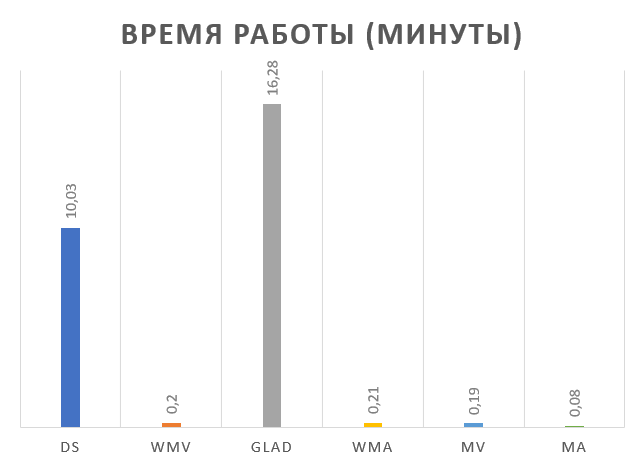 ВРЕМЯ РАБОТЫ (МИНУТЫ)
10,03
0,2
16,28
0,21
0,19
0,08
DS
WMV
GLAD
WMA
MV
MA